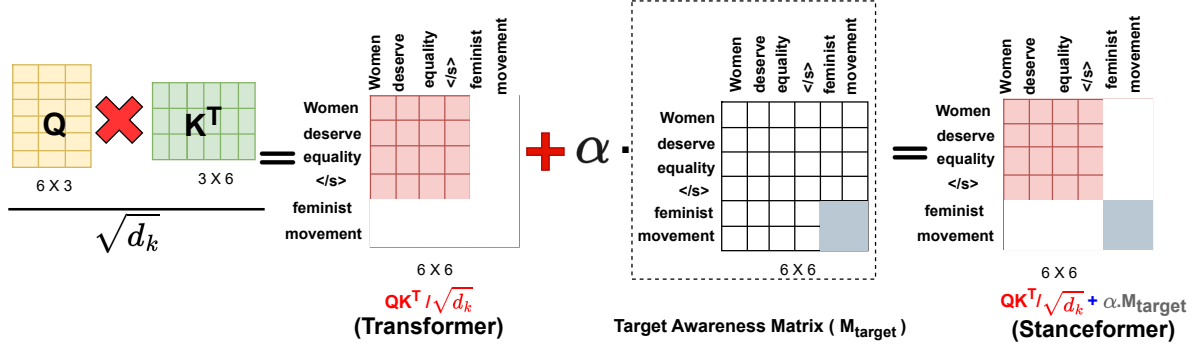 Q
K^T
6 X 3
3 X 6
√d_k
=
Women
deserve
equality
</s>
feminist
movement
Women
deserve
equality
</s>
feminist
movement
6 X 6
QK^T / √d_k
(Transformer)
+
α ·
Women
deserve
equality
</s>
feminist
movement
Women
deserve
equality
</s>
feminist
movement
6 X 6
Target Awareness Matrix ( M_target )
=
Women
deserve
equality
</s>
feminist
movement
Women
deserve
equality
</s>
feminist
movement
6 X 6
QK^T / √d_k + α.M_target
(Stanceformer)